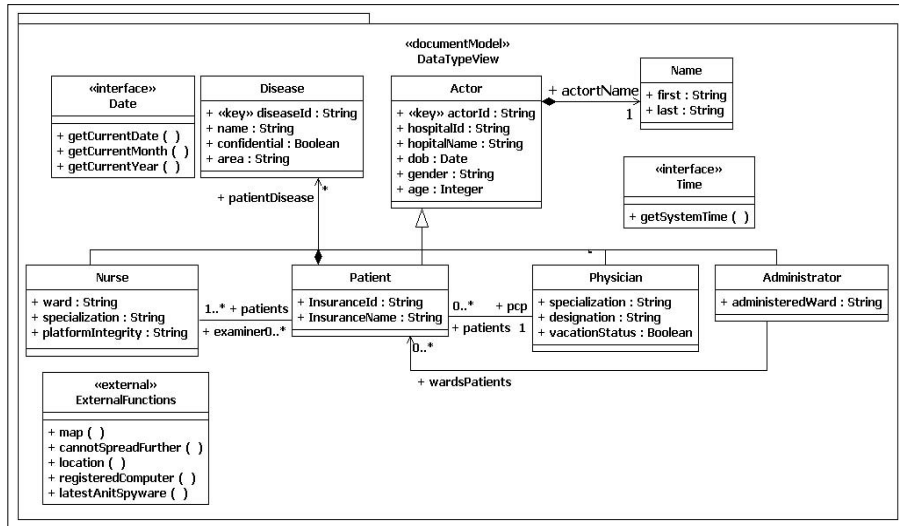 «documentModel»
DataTypeView
«interface»
Date
+ getCurrentDate ( )
+ getCurrentMonth ( )
+ getCurrentYear ( )
Disease
+ «key» diseaseId : String
+ name : String
+ confidential : Boolean
+ area : String
Actor
+ «key» actorId : String
+ hospitalId : String
+ hopitalName : String
+ dob : Date
+ gender : String
+ age : Integer
+ actortName
1
Name
+ first : String
+ last : String
«interface»
Time
+ getSystemTime ( )
+ patientDisease
*
Nurse
+ ward : String
+ specialization : String
+ platformIntegrity : String
1..* + patients
+ examiner0..*
Patient
+ InsuranceId : String
+ InsuranceName : String
0..* + pcp
+ patients 1
0..*
Physician
+ specialization : String
+ designation : String
+ vacationStatus : Boolean
Administrator
+ administeredWard : String
+ wardsPatients
«external»
ExternalFunctions
+ map ( )
+ cannotSpreadFurther ( )
+ location ( )
+ registeredComputer ( )
+ latestAnitSpyware ( )